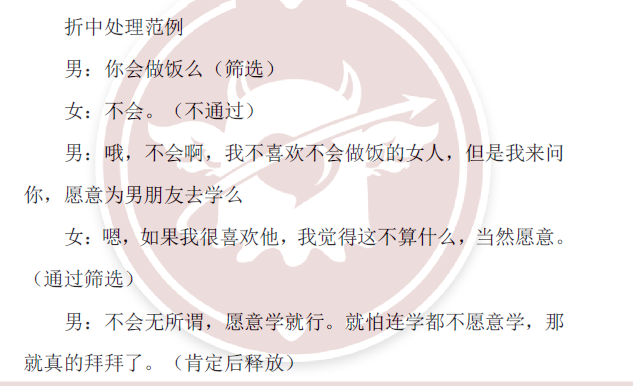 折中处理范例
男：你会做饭么（筛选）
女：不会。（不通过）
男：哦，不会啊，我不喜欢不会做饭的女人，但是我来问
你，愿意为男朋友去学么
女：嗯，如果我很喜欢他，我觉得这不算什么，当然愿意。
（通过筛选）
男：不会无所谓，愿意学就行。就怕连学都不愿意学，那
就真的拜拜了。（肯定后释放）